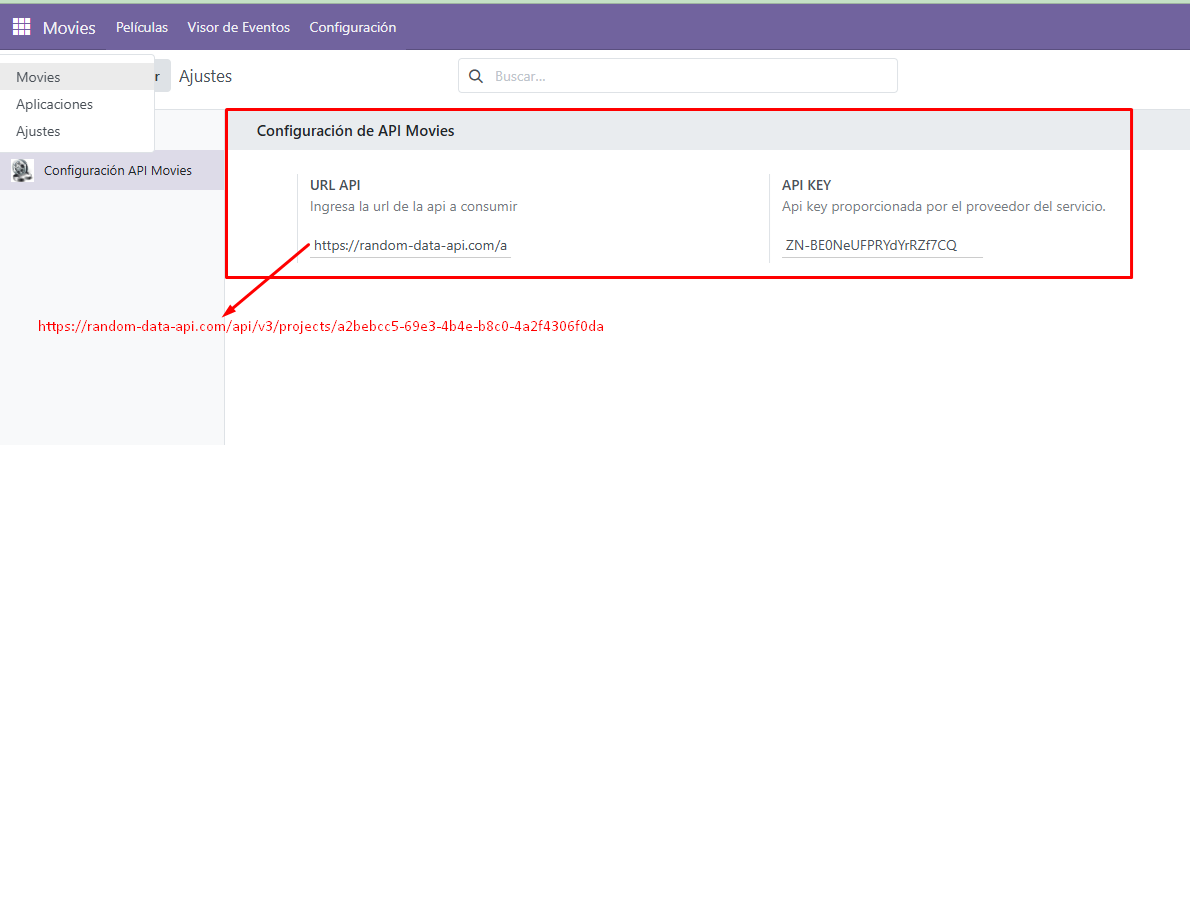 Movies Películas Visor de Eventos Configuración
Movies
r Ajustes
Buscar...
Aplicaciones
Ajustes
Configuración API Movies
Configuración de API Movies
URL API
Ingresa la url de la api a consumir
https://random-data-api.com/a
API KEY
Api key proporcionada por el proveedor del servicio.
ZN-BE0NeUFPRYdYrRZf7CQ
https://random-data-api.com/api/v3/projects/a2bebcc5-69e3-4b4e-b8c0-4a2f4306f0da